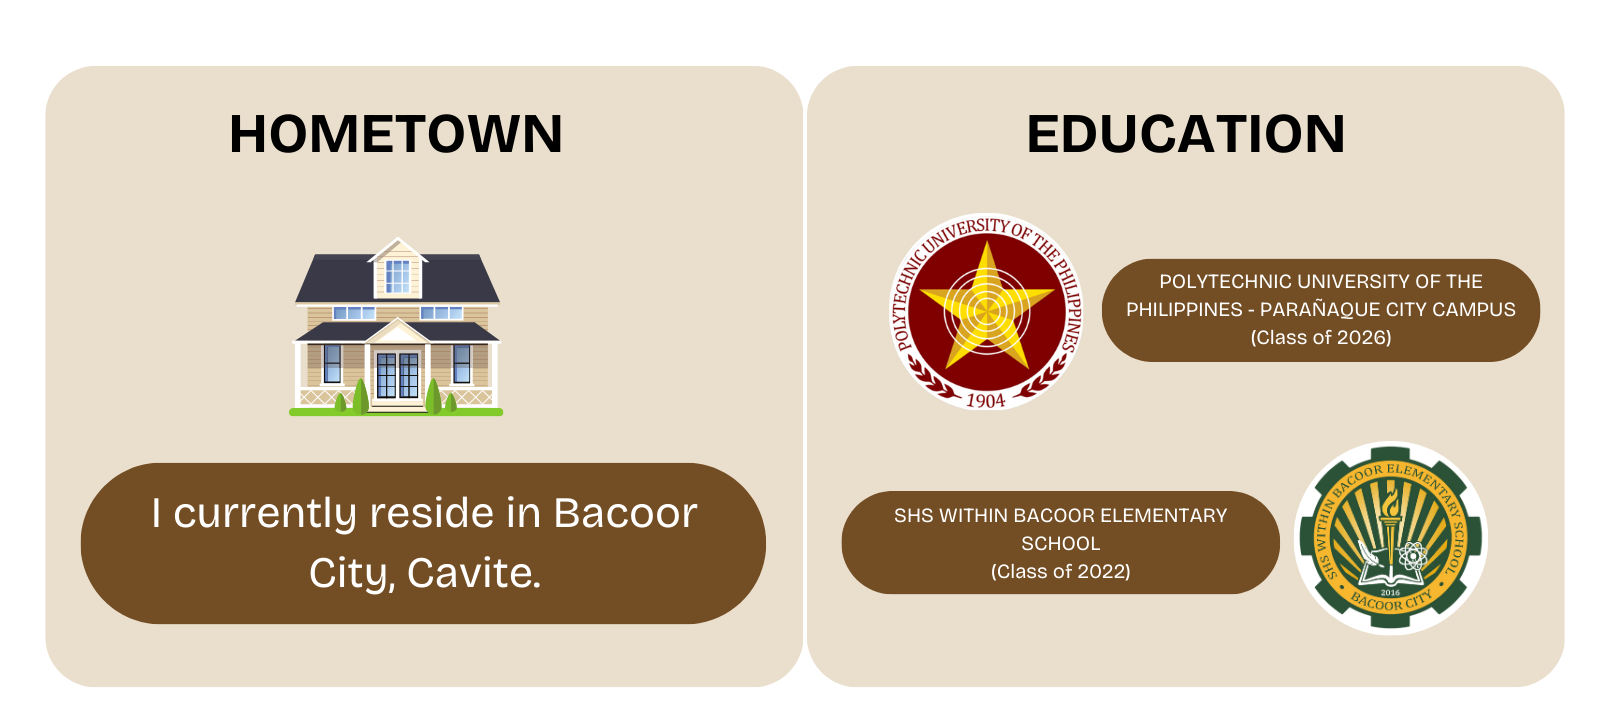 HOMETOWN
I currently reside in Bacoor
City, Cavite.
EDUCATION
POLYTECHNIC UNIVERSITY OF THE PHILIPPINES
1904
POLYTECHNIC UNIVERSITY OF THE
PHILIPPINES - PARAÑAQUE CITY CAMPUS
(Class of 2026)
SHS WITHIN BACOOR ELEMENTARY
SCHOOL
(Class of 2022)
SHS WITHIN BACOOR ELEMENTARY SCHOOL
2016
BACOOR CITY